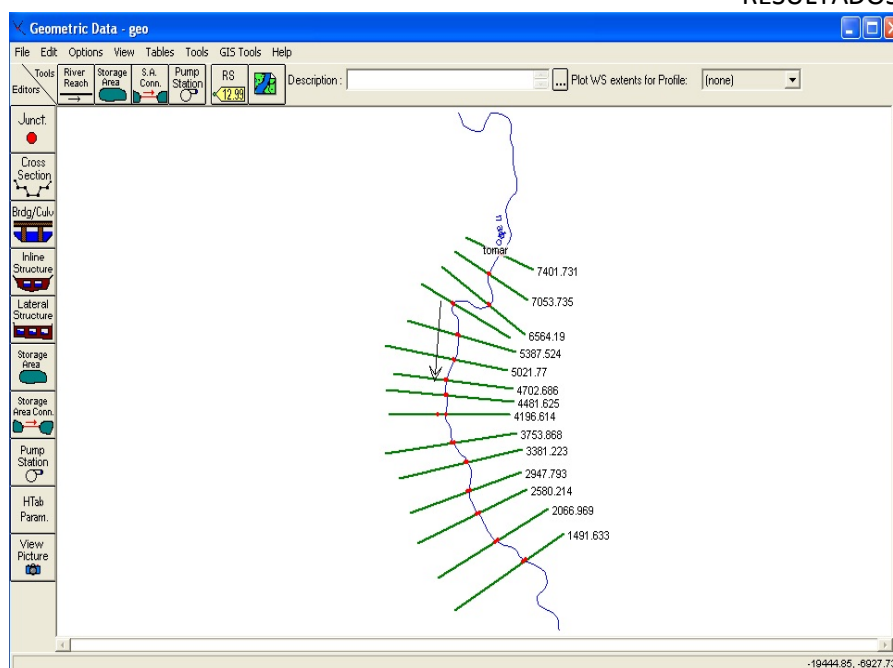 RESULTADOS
Geometric Data - geo
File Edit Options View Tables Tools GIS Tools Help
Tools
Editors
River Reach
Storage Area
S.A. Conn.
Pump Station
RS
12.99
Description :
...
Plot WS extents for Profile:
(none)
Junct.
Cross Section
Brdg/Culv
Inline Structure
Lateral Structure
Storage Area
Storage Area Conn.
Pump Station
HTab Param.
View Picture
tomar
7401.731
7053.735
6564.19
5387.524
5021.77
4702.686
4481.625
4196.614
3753.868
3381.223
2947.793
2580.214
2066.969
1491.633